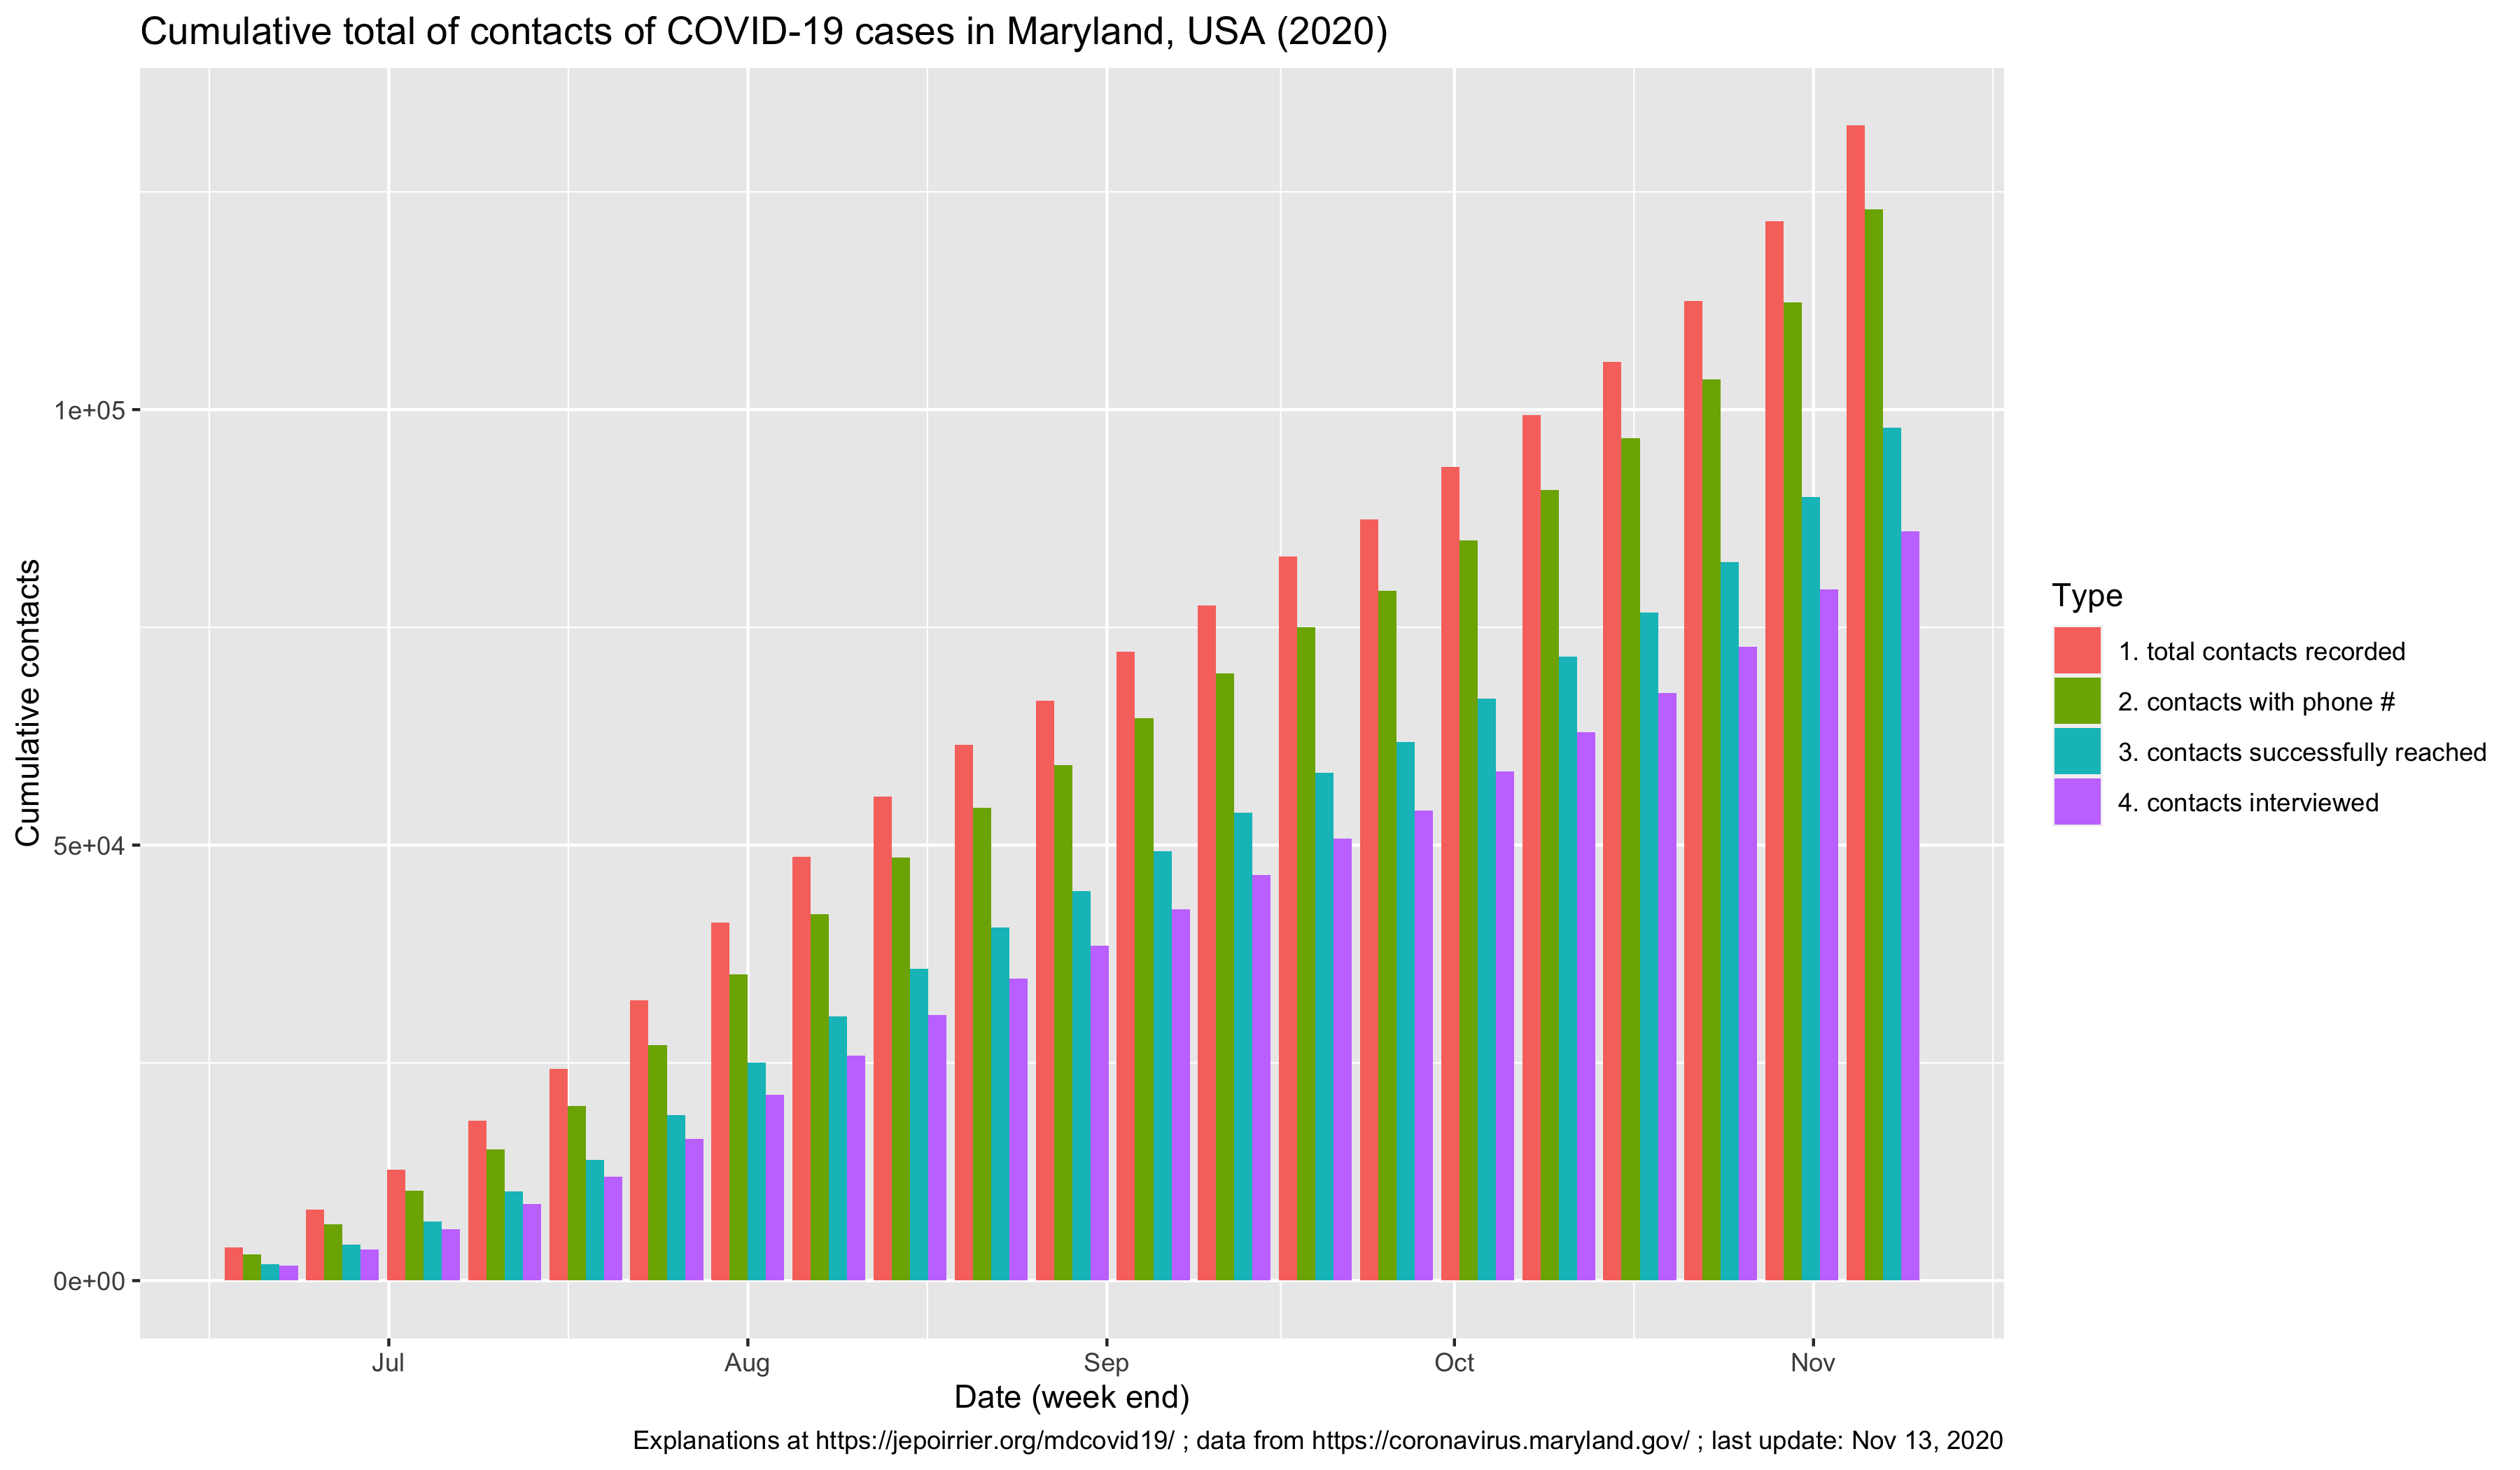 Cumulative total of contacts of COVID-19 cases in Maryland, USA (2020)
Cumulative contacts
1e+05
5e+04
0e+00
Jul Aug Sep Oct Nov
Date (week end)
Type
1. total contacts recorded
2. contacts with phone #
3. contacts successfully reached
4. contacts interviewed
Explanations at https://jepoirrier.org/mdcovid19/ ; data from https://coronavirus.maryland.gov/ ; last update: Nov 13, 2020